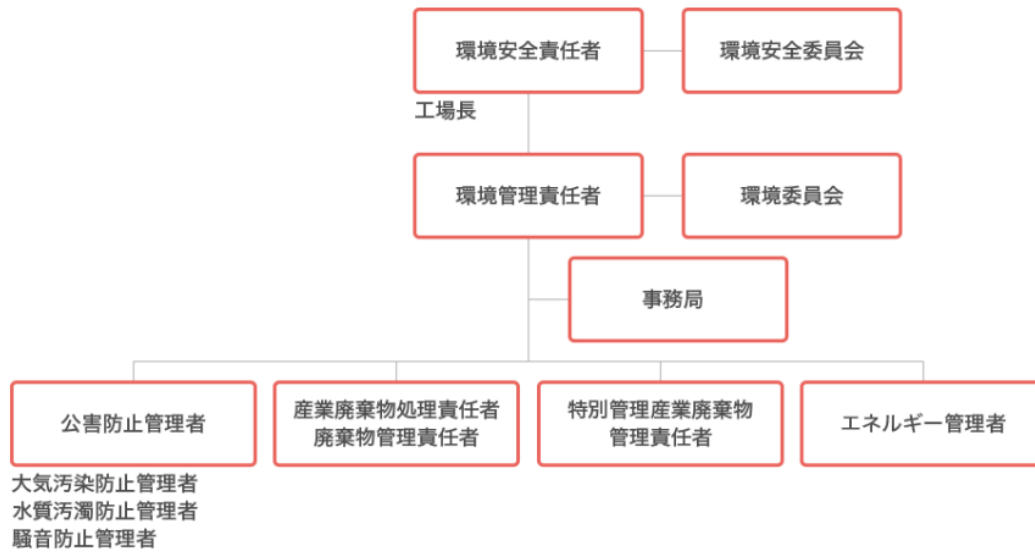 環境安全責任者
環境安全委員会
工場長
環境管理責任者
環境委員会
事務局
公害防止管理者
産業廃棄物処理責任者
廃棄物管理責任者
特別管理産業廃棄物
管理責任者
エネルギー管理者
大気汚染防止管理者
水質汚濁防止管理者
騒音防止管理者